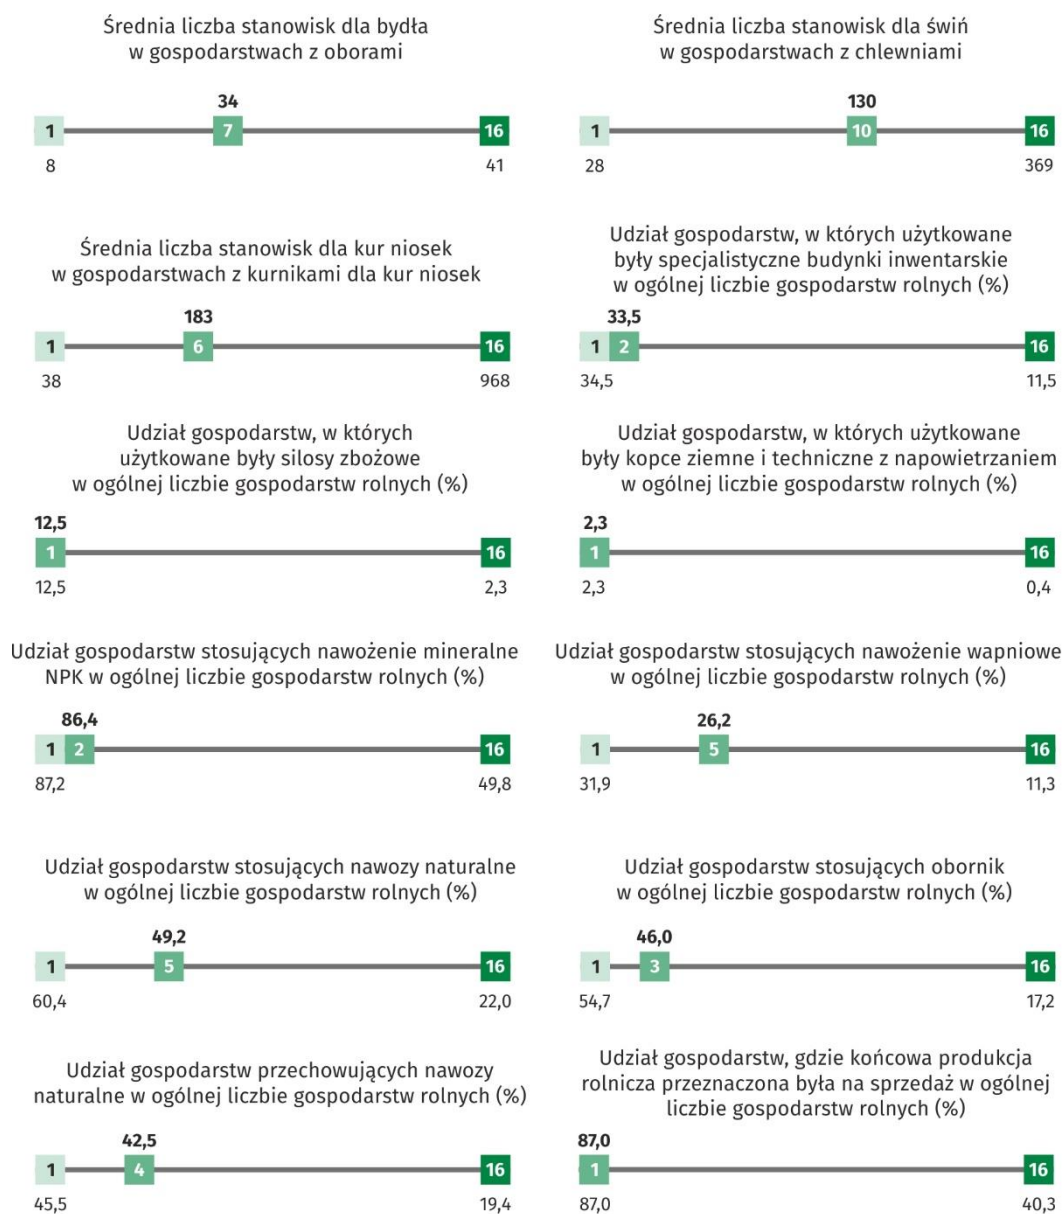 Średnia liczba stanowisk dla bydła
w gospodarstwach z oborami
34
1 7 16
8 41
Średnia liczba stanowisk dla świń
w gospodarstwach z chlewniami
130
1 10 16
28 369
Średnia liczba stanowisk dla kur niosek
w gospodarstwach z kurnikami dla kur niosek
183
1 6 16
38 968
Udział gospodarstw, w których użytkowane
były specjalistyczne budynki inwentarskie
w ogólnej liczbie gospodarstw rolnych (%)
33,5
1 2 16
34,5 11,5
Udział gospodarstw, w których
użytkowane były silosy zbożowe
w ogólnej liczbie gospodarstw rolnych (%)
12,5
1 16
12,5 2,3
Udział gospodarstw, w których użytkowane
były kopce ziemne i techniczne z napowietrzaniem
w ogólnej liczbie gospodarstw rolnych (%)
2,3
1 16
2,3 0,4
Udział gospodarstw stosujących nawożenie mineralne
NPK w ogólnej liczbie gospodarstw rolnych (%)
86,4
1 2 16
87,2 49,8
Udział gospodarstw stosujących nawożenie wapniowe
w ogólnej liczbie gospodarstw rolnych (%)
26,2
1 5 16
31,9 11,3
Udział gospodarstw stosujących nawozy naturalne
w ogólnej liczbie gospodarstw rolnych (%)
49,2
1 5 16
60,4 22,0
Udział gospodarstw stosujących obornik
w ogólnej liczbie gospodarstw rolnych (%)
46,0
1 3 16
54,7 17,2
Udział gospodarstw przechowujących nawozy
naturalne w ogólnej liczbie gospodarstw rolnych (%)
42,5
1 4 16
45,5 19,4
Udział gospodarstw, gdzie końcowa produkcja
rolnicza przeznaczona była na sprzedaż w ogólnej
liczbie gospodarstw rolnych (%)
87,0
1 16
87,0 40,3